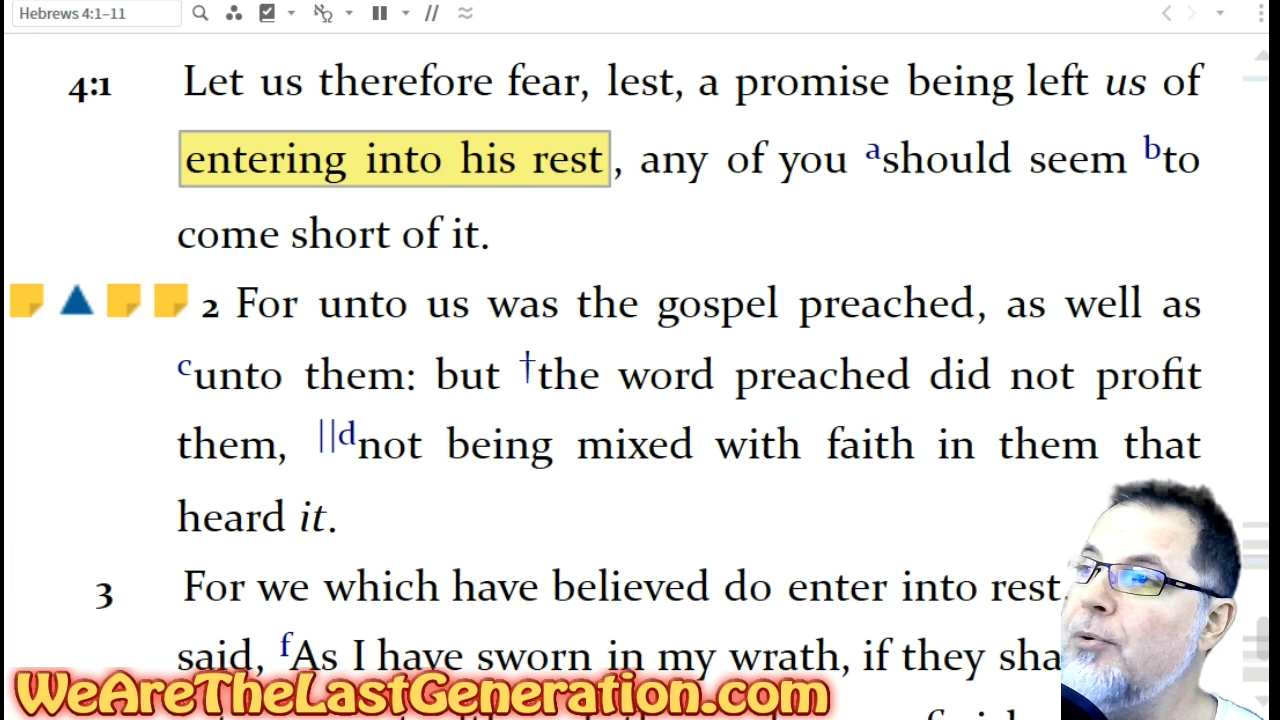 Hebrews 4:1–11
4:1 Let us therefore fear, lest, a promise being left us of
entering into his rest, any of you ashould seem bto
come short of it.
2 For unto us was the gospel preached, as well as
cunto them: but †the word preached did not profit
them, ||dnot being mixed with faith in them that
heard it.
3 For we which have believed do enter into rest,
said, fAs I have sworn in my wrath, if they sha
WeAreTheLastGeneration.com